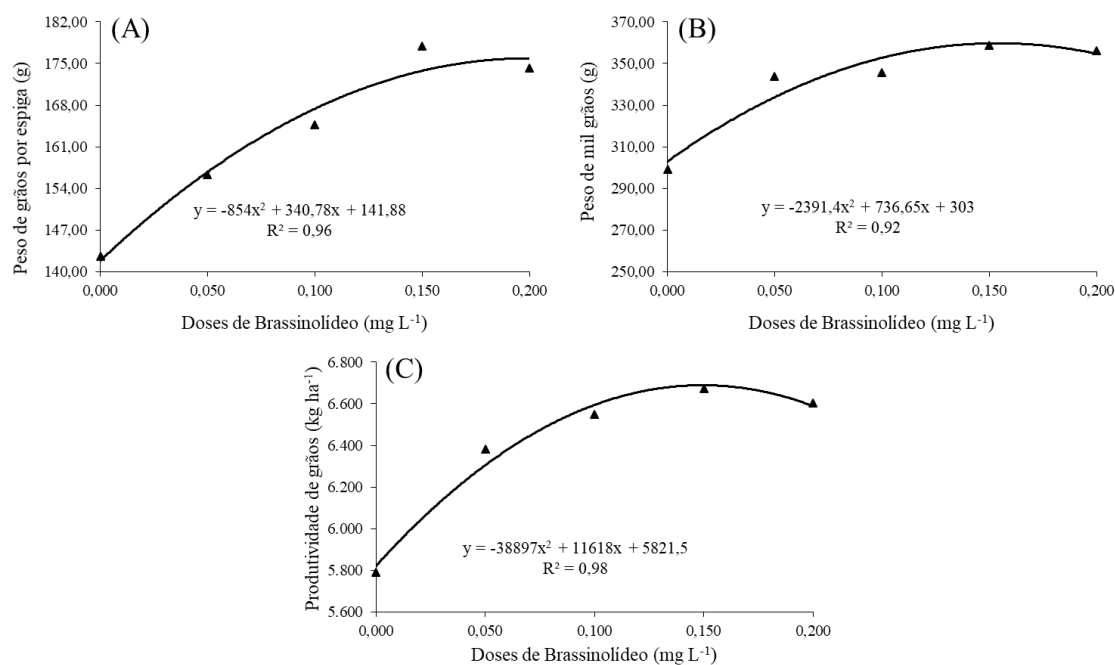 (A)
182,00
175,00
168,00
161,00
154,00
147,00
140,00
Peso de grãos por espiga (g)
y = -854x² + 340,78x + 141,88
R² = 0,96
0,000 0,050 0,100 0,150 0,200
Doses de Brassinolídeo (mg L⁻¹)
(B)
370,00
350,00
330,00
310,00
290,00
270,00
250,00
Peso de mil grãos (g)
y = -2391,4x² + 736,65x + 303
R² = 0,92
0,000 0,050 0,100 0,150 0,200
Doses de Brassinolídeo (mg L⁻¹)
(C)
6.800
6.600
6.400
6.200
6.000
5.800
5.600
Produtividade de grãos (kg ha⁻¹)
y = -38897x² + 11618x + 5821,5
R² = 0,98
0,000 0,050 0,100 0,150 0,200
Doses de Brassinolídeo (mg L⁻¹)